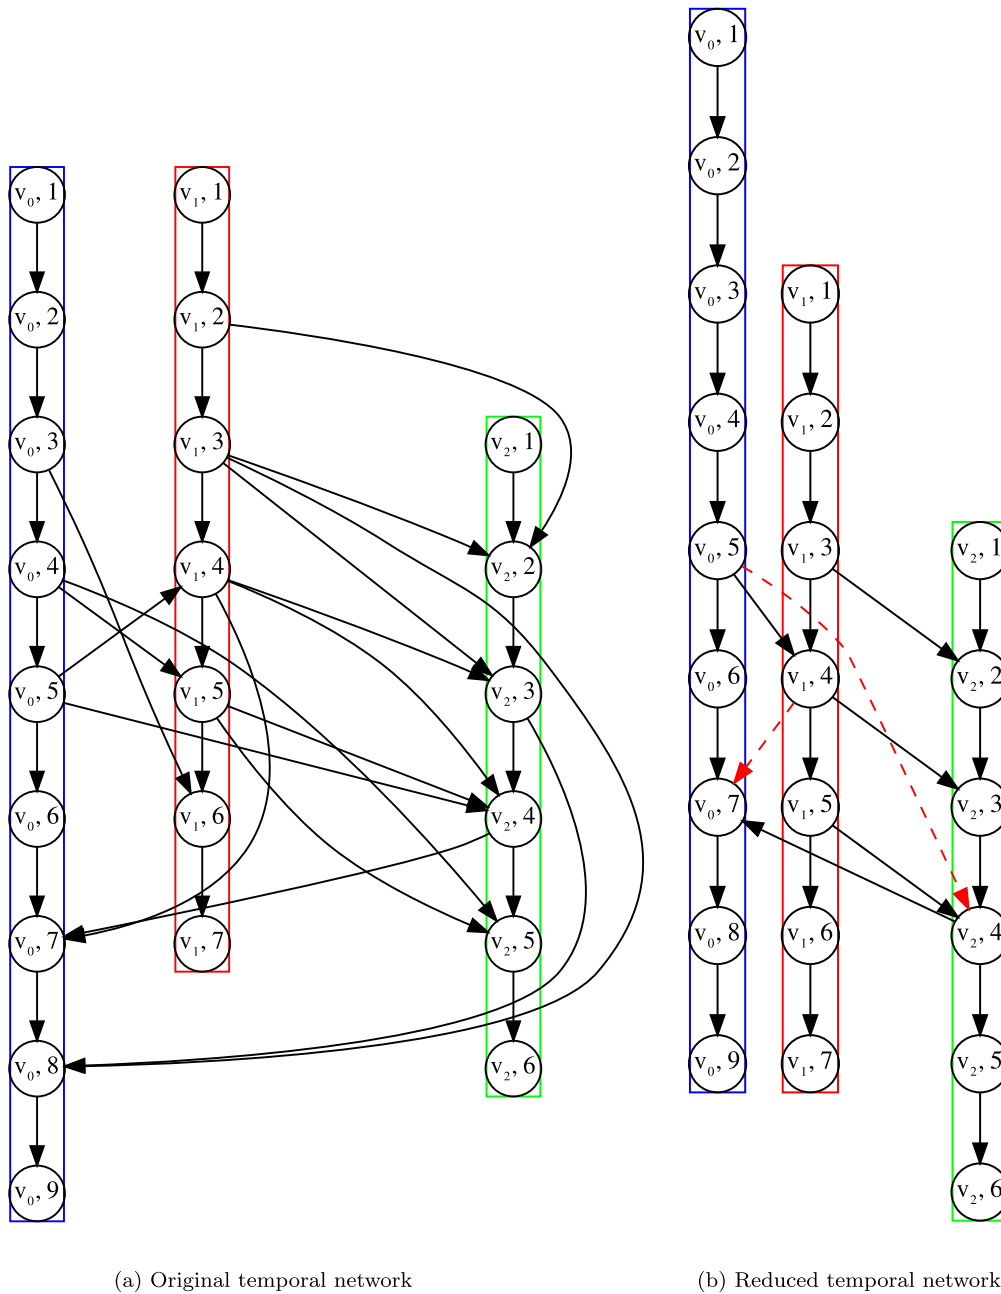 v₀, 1
v₀, 2
v₀, 3
v₀, 4
v₀, 5
v₀, 6
v₀, 7
v₀, 8
v₀, 9
v₁, 1
v₁, 2
v₁, 3
v₁, 4
v₁, 5
v₁, 6
v₁, 7
v₂, 1
v₂, 2
v₂, 3
v₂, 4
v₂, 5
v₂, 6
(a) Original temporal network
v₀, 1
v₀, 2
v₀, 3
v₀, 4
v₀, 5
v₀, 6
v₀, 7
v₀, 8
v₀, 9
v₁, 1
v₁, 2
v₁, 3
v₁, 4
v₁, 5
v₁, 6
v₁, 7
v₂, 1
v₂, 2
v₂, 3
v₂, 4
v₂, 5
v₂, 6
(b) Reduced temporal network